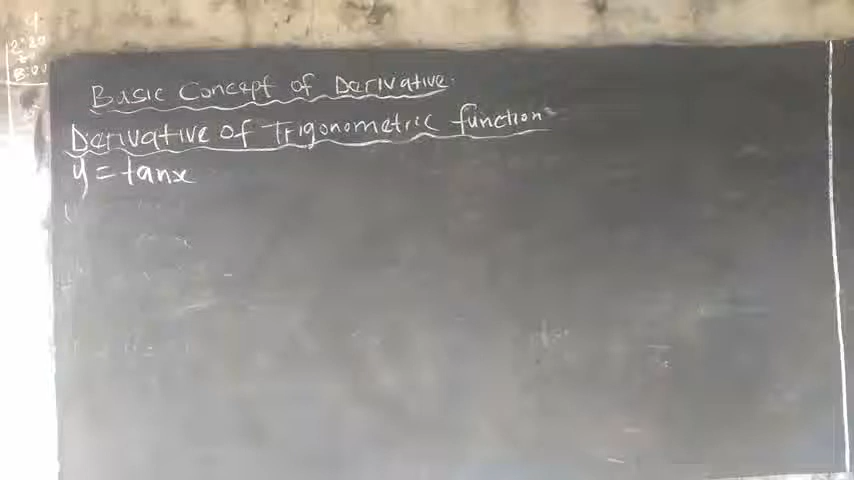 Basic Concept of Derivative.
Derivative of Trigonometric function
y = tanx